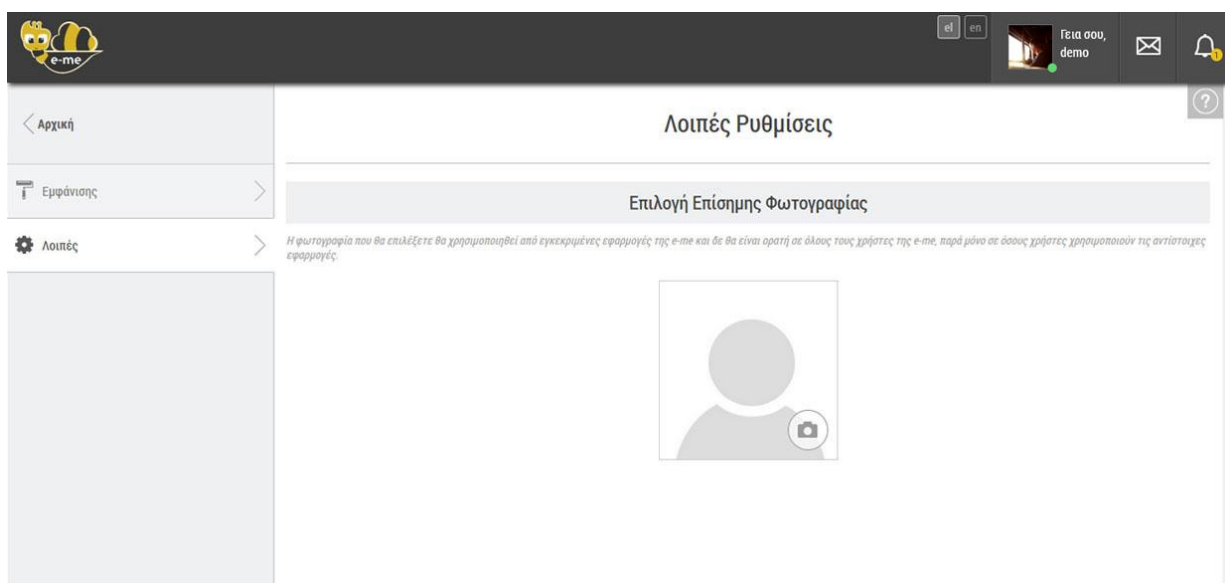 e-me
el en
Γεια σου,
demo
1
Αρχική
Λοιπές Ρυθμίσεις
?
Εμφάνισης
Επιλογή Επίσημης Φωτογραφίας
Λοιπές
Η φωτογραφία που θα επιλέξετε θα χρησιμοποιηθεί από εγκεκριμένες εφαρμογές της e-me και δε θα είναι ορατή σε όλους τους χρήστες της e-me, παρά μόνο σε όσους χρήστες χρησιμοποιούν τις αντίστοιχες
εφαρμογές.